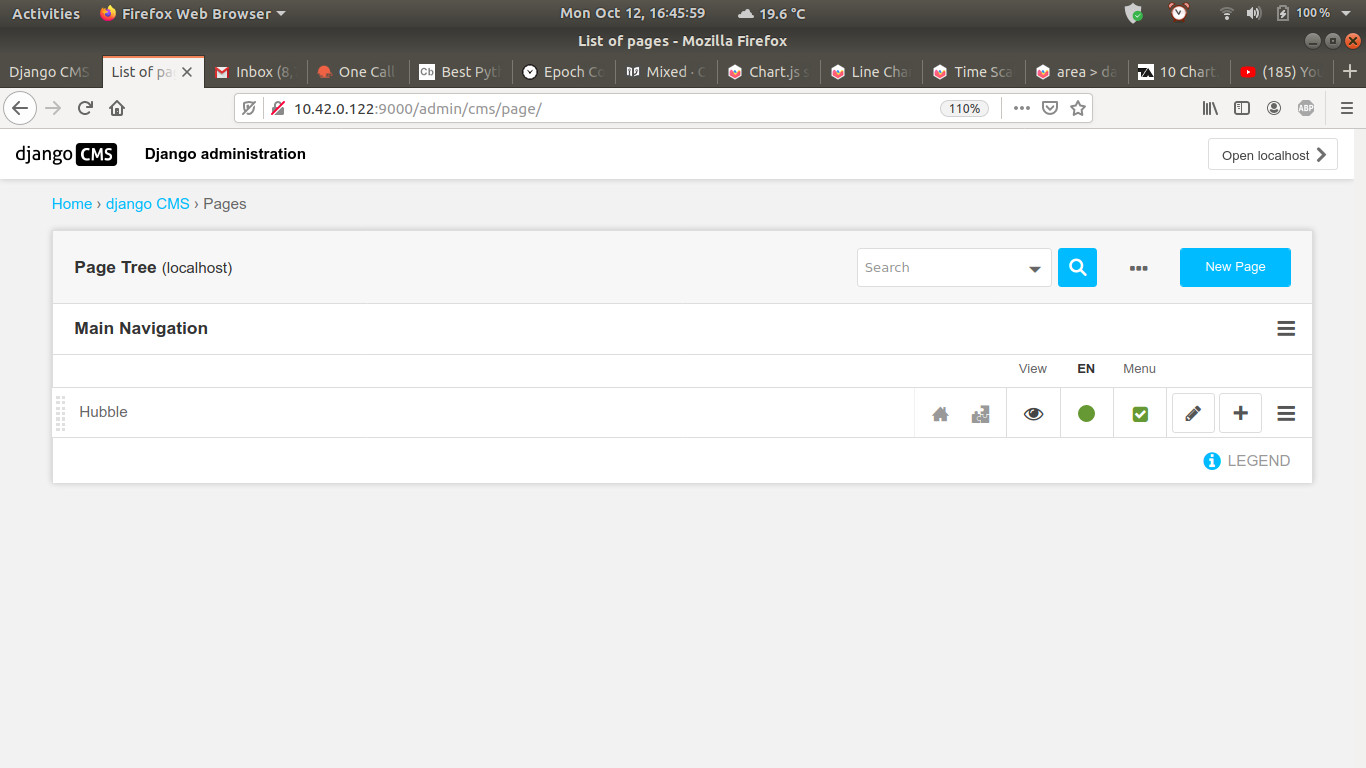 Activities Firefox Web Browser Mon Oct 12, 16:45:59 19.6 °C 100 %
List of pages - Mozilla Firefox
Django CMS List of pa Inbox (8, One Call Cb Best Pyt Epoch Co Mixed - C Chart.js s Line Cha Time Sca area > da 10 Chart (185) You
10.42.0.122:9000/admin/cms/page/ 110% ABP
django CMS Django administration Open localhost
Home › django CMS › Pages
Page Tree (localhost) Search New Page
Main Navigation
View EN Menu
Hubble
LEGEND